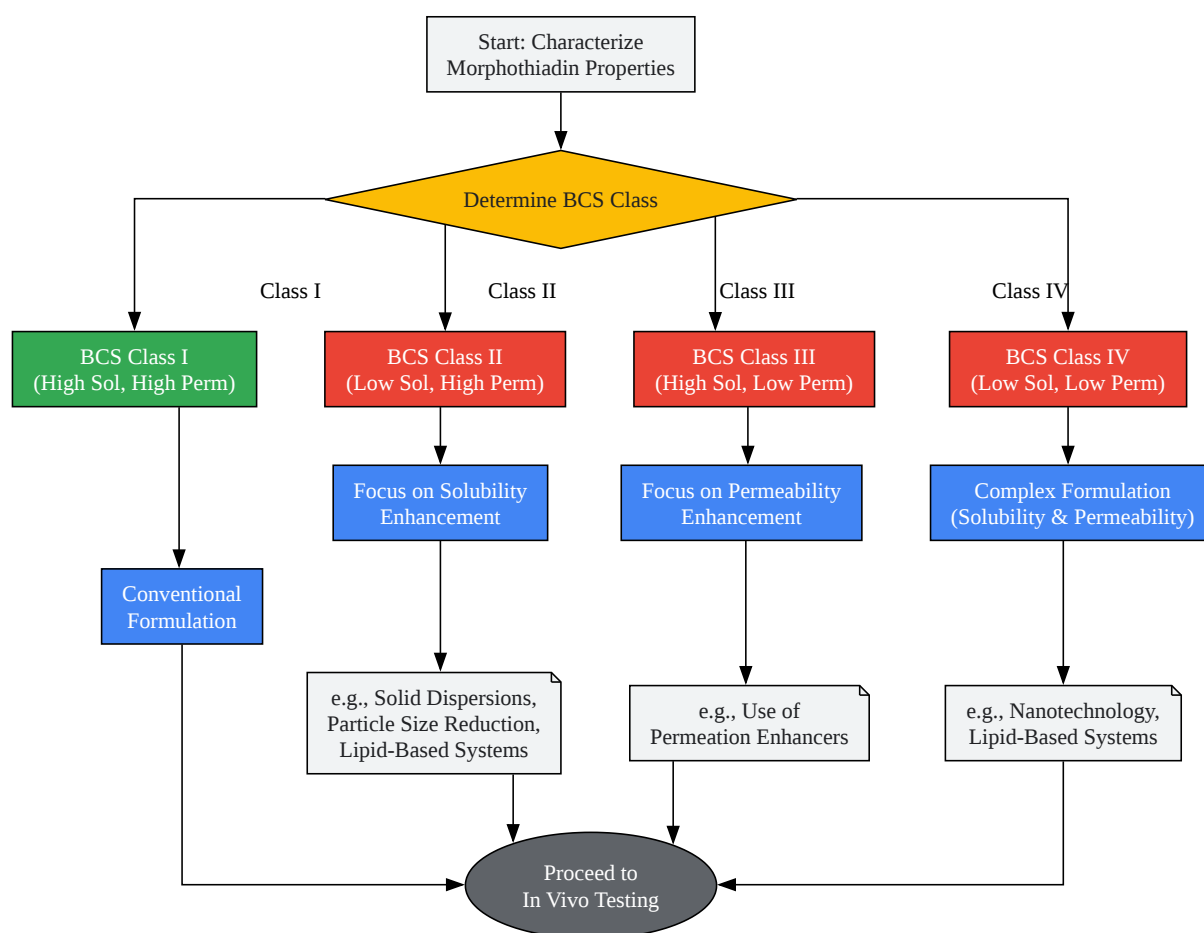 Start: Characterize
Morphothiadin Properties
Determine BCS Class
Class I
Class II
Class III
Class IV
BCS Class I
(High Sol, High Perm)
BCS Class II
(Low Sol, High Perm)
BCS Class III
(High Sol, Low Perm)
BCS Class IV
(Low Sol, Low Perm)
Focus on Solubility
Enhancement
Focus on Permeability
Enhancement
Complex Formulation
(Solubility & Permeability)
Conventional
Formulation
e.g., Solid Dispersions,
Particle Size Reduction,
Lipid-Based Systems
e.g., Use of
Permeation Enhancers
e.g., Nanotechnology,
Lipid-Based Systems
Proceed to
In Vivo Testing